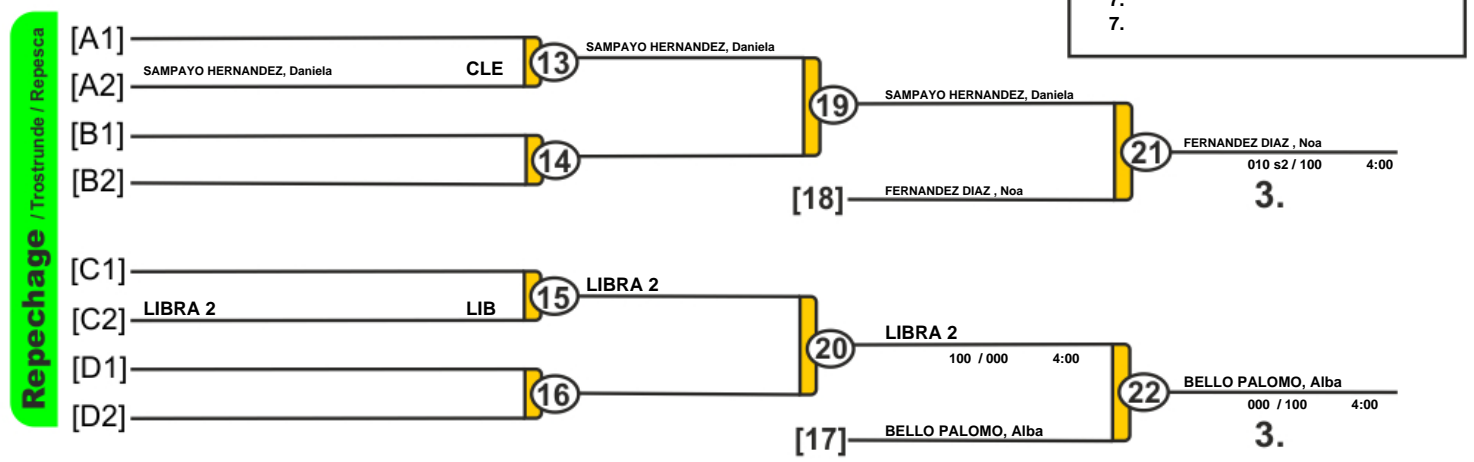 7.
7.
Repechage / Trostrunde / Repesca
[A1]
[A2] SAMPAYO HERNANDEZ, Daniela CLE
13 SAMPAYO HERNANDEZ, Daniela
[B1]
[B2]
14
19 SAMPAYO HERNANDEZ, Daniela
[18] FERNANDEZ DIAZ , Noa
21 FERNANDEZ DIAZ , Noa
010 s2 / 100 4:00
3.
[C1]
[C2] LIBRA 2 LIB
15 LIBRA 2
[D1]
[D2]
16
20 LIBRA 2
100 / 000 4:00
[17] BELLO PALOMO, Alba
22 BELLO PALOMO, Alba
000 / 100 4:00
3.